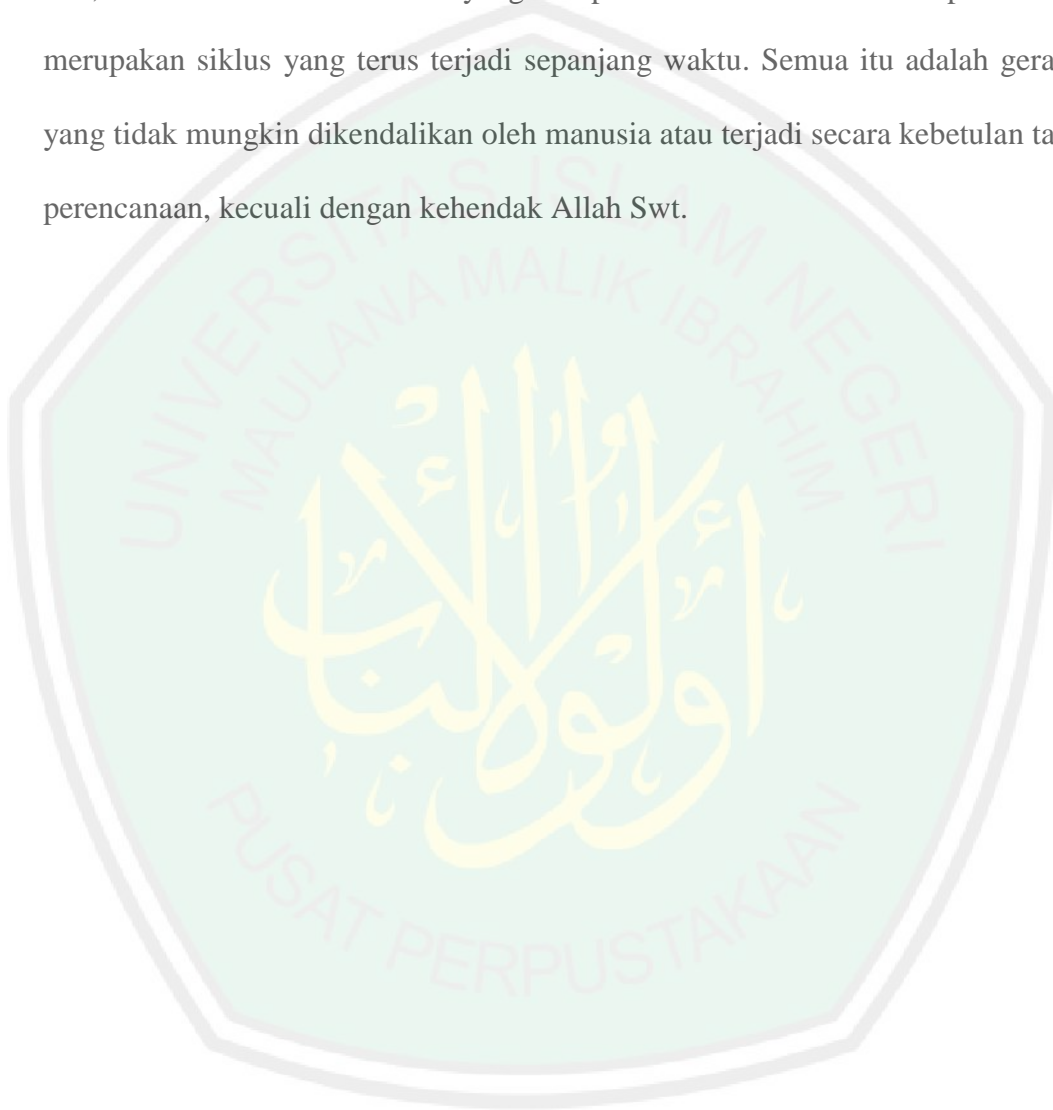 merupakan siklus yang terus terjadi sepanjang waktu. Semua itu adalah gera
yang tidak mungkin dikendalikan oleh manusia atau terjadi secara kebetulan ta
perencanaan, kecuali dengan kehendak Allah Swt.
UNIVERSITAS ISLAM NEGERI
MAULANA MALIK IBRAHIM
أولوا الألباب
PUSAT PERPUSTAKAAN